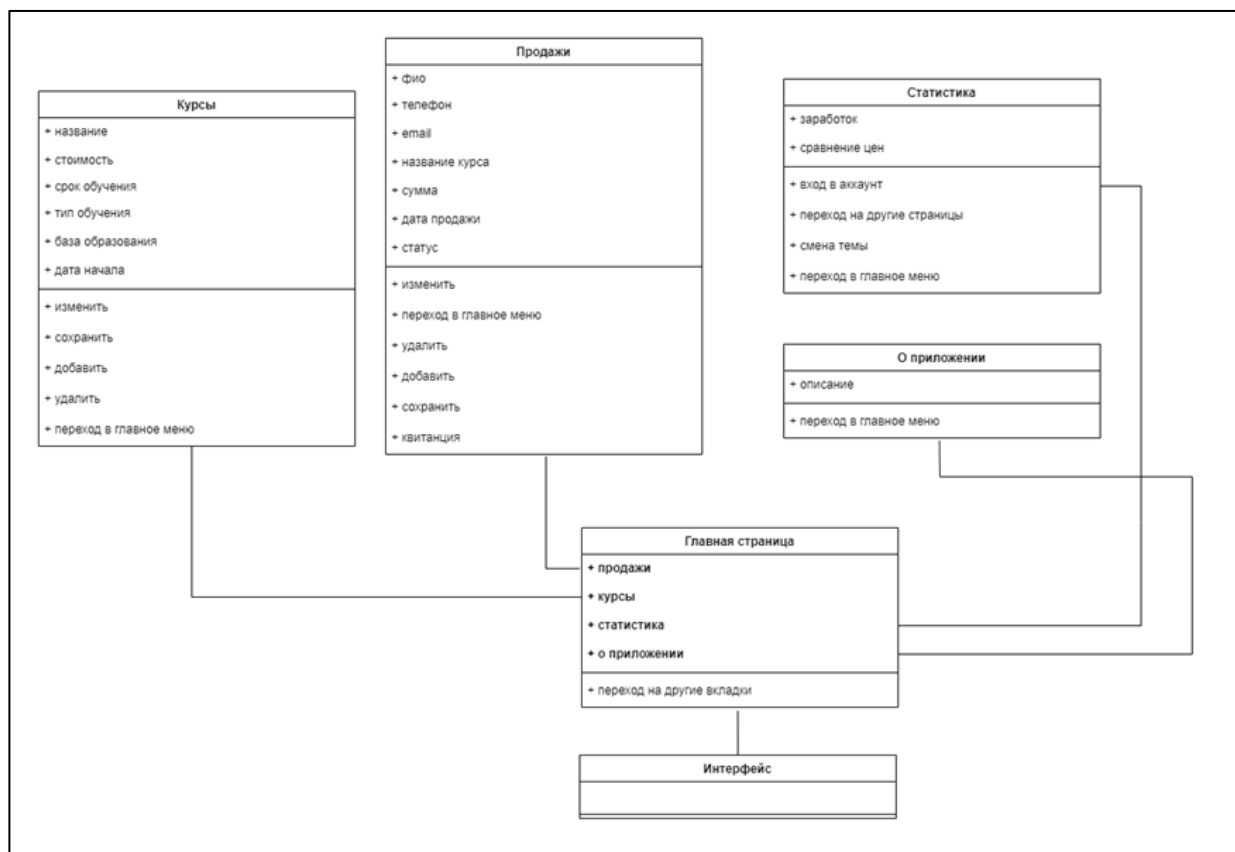 Курсы
+ название
+ стоимость
+ срок обучения
+ тип обучения
+ база образования
+ дата начала
+ изменить
+ сохранить
+ добавить
+ удалить
+ переход в главное меню
Продажи
+ фио
+ телефон
+ email
+ название курса
+ сумма
+ дата продажи
+ статус
+ изменить
+ переход в главное меню
+ удалить
+ добавить
+ сохранить
+ квитанция
Статистика
+ заработок
+ сравнение цен
+ вход в аккаунт
+ переход на другие страницы
+ смена темы
+ переход в главное меню
О приложении
+ описание
+ переход в главное меню
Главная страница
+ продажи
+ курсы
+ статистика
+ о приложении
+ переход на другие вкладки
Интерфейс